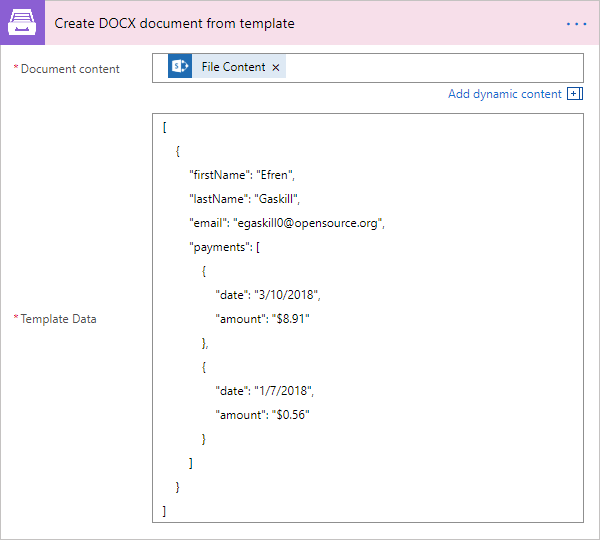 Create DOCX document from template
* Document content
File Content ×
Add dynamic content
* Template Data
[
{
"firstName": "Efren",
"lastName": "Gaskill",
"email": "egaskill0@opensource.org",
"payments": [
{
"date": "3/10/2018",
"amount": "$8.91"
},
{
"date": "1/7/2018",
"amount": "$0.56"
}
]
}
]